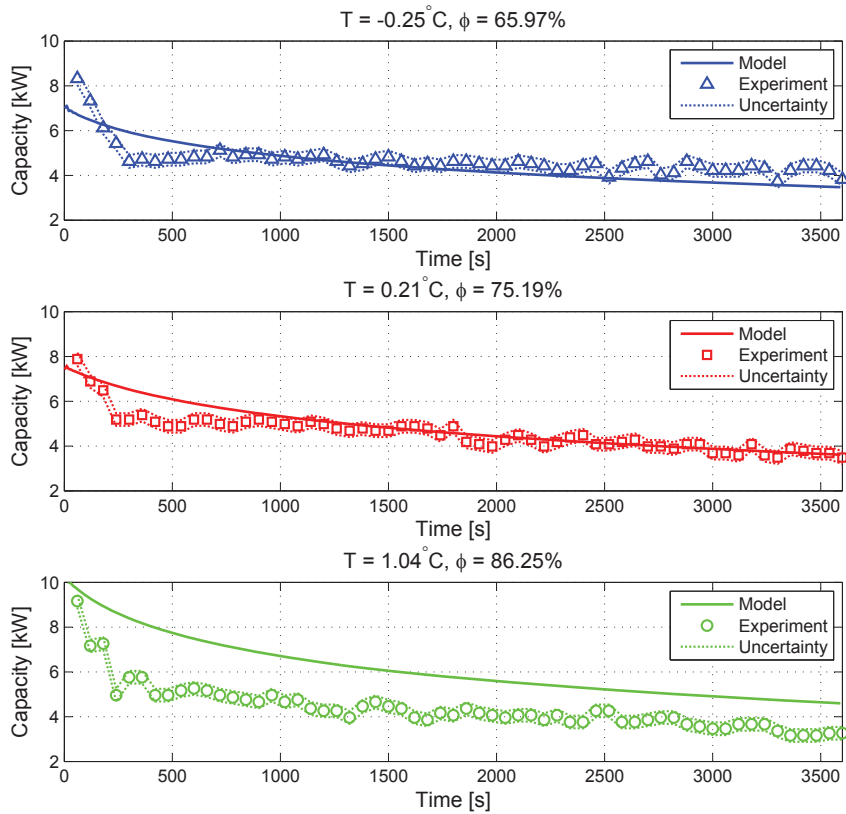 T = -0.25°C, ϕ = 65.97%
Capacity [kW]
10
8
6
4
2
Model
Experiment
Uncertainty
0 500 1000 1500 2000 2500 3000 3500
Time [s]
T = 0.21°C, ϕ = 75.19%
Capacity [kW]
10
8
6
4
2
Model
Experiment
Uncertainty
0 500 1000 1500 2000 2500 3000 3500
Time [s]
T = 1.04°C, ϕ = 86.25%
Capacity [kW]
10
8
6
4
2
Model
Experiment
Uncertainty
0 500 1000 1500 2000 2500 3000 3500
Time [s]